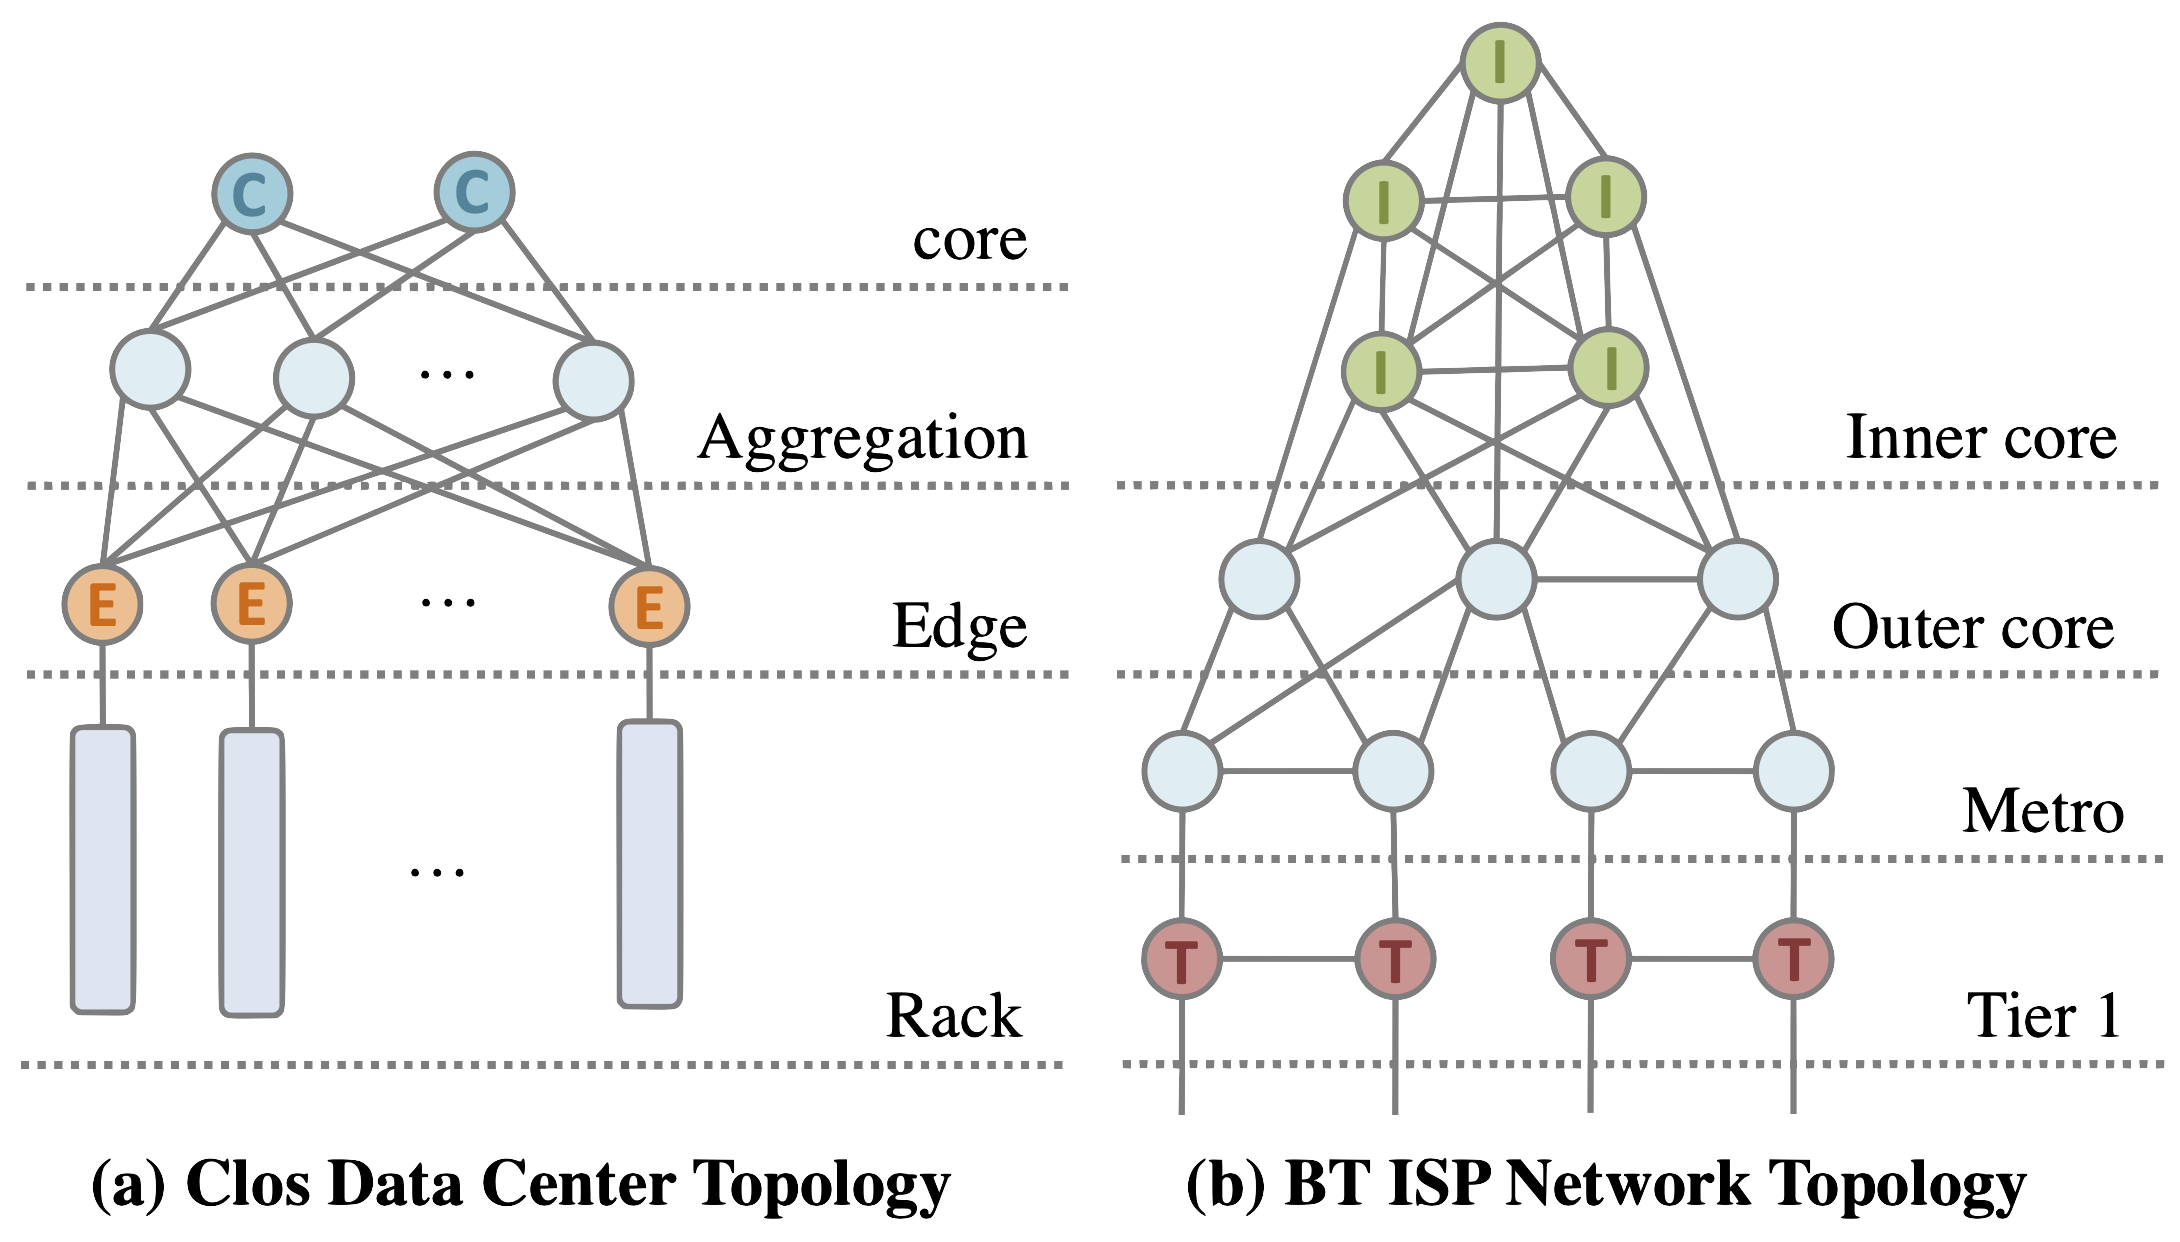 C C
core
...
Aggregation
E E ... E
Edge
...
Rack
(a) Clos Data Center Topology
I
I I
I I
Inner core
Outer core
Metro
T T T T
Tier 1
(b) BT ISP Network Topology